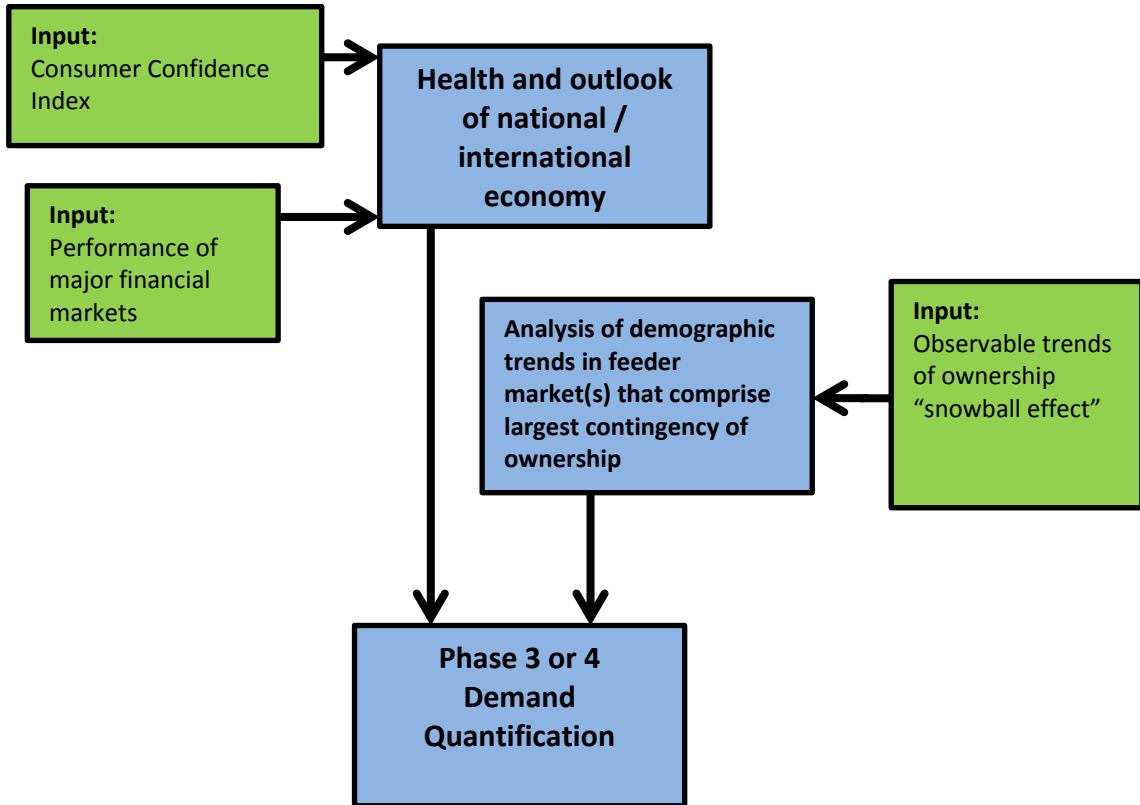 Input:
Consumer Confidence
Index
Health and outlook
of national /
international
economy
Input:
Performance of
major financial
markets
Analysis of demographic
trends in feeder
market(s) that comprise
largest contingency of
ownership
Input:
Observable trends
of ownership
“snowball effect”
Phase 3 or 4
Demand
Quantification